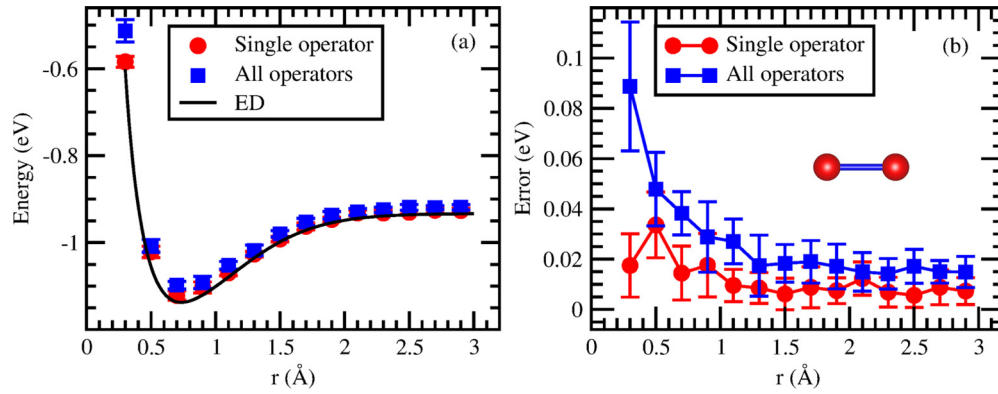 (a)
Single operator
All operators
ED
Energy (eV)
-0.6
-0.8
-1
0 0.5 1 1.5 2 2.5 3
r (Å)
(b)
Single operator
All operators
Error (eV)
0.1
0.08
0.06
0.04
0.02
0
0 0.5 1 1.5 2 2.5 3
r (Å)